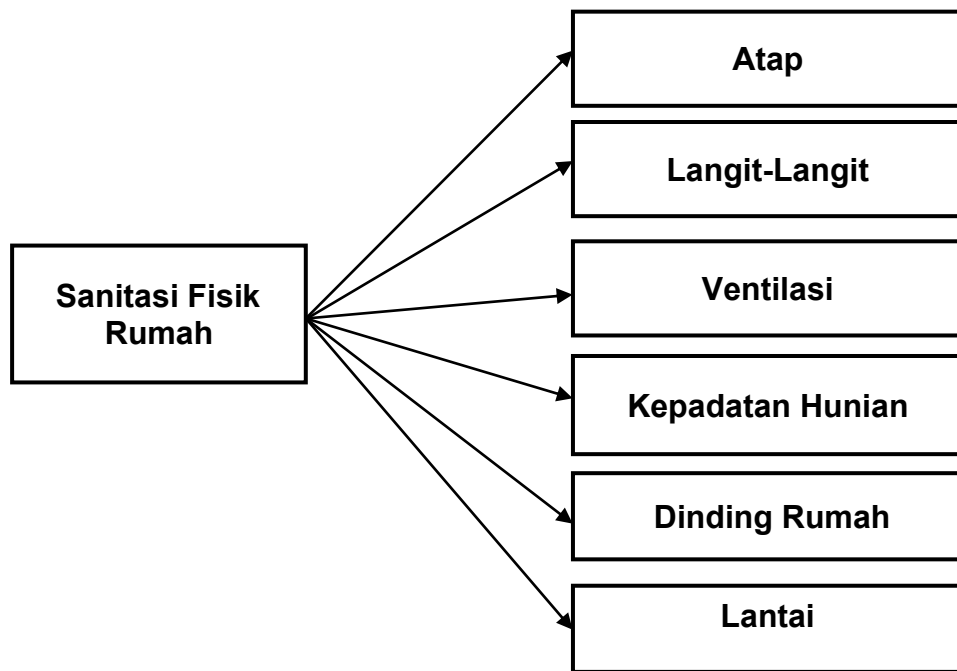 Atap
Langit-Langit
Ventilasi
Sanitasi Fisik
Rumah
Kepadatan Hunian
Dinding Rumah
Lantai